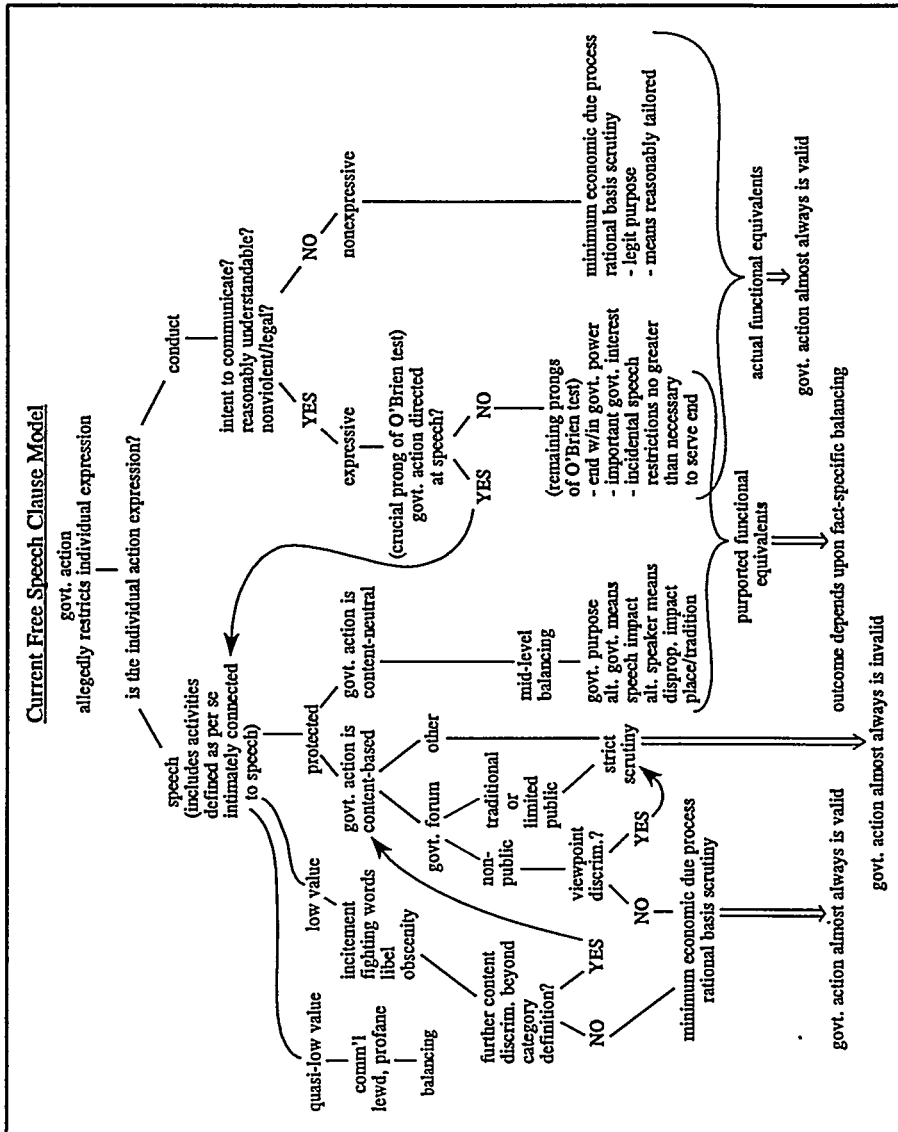 Current Free Speech Clause Model
govt. action
allegedly restricts individual expression
is the individual action expression?
speech
(includes activities
defined as per se
intimately connected
to speech)
conduct
quasi-low value
comm'l
lewd, profane
balancing
low value
incitement
fighting words
libel
obscenity
further content
discrim. beyond
category
definition?
NO
YES
protected
govt. action is
content-based
govt. action is
content-neutral
govt. forum
other
non-
public
traditional
or
limited
public
viewpoint
discrim.?
NO
YES
strict
scrutiny
minimum economic due process
rational basis scrutiny
mid-level
balancing
govt. purpose
alt. govt. means
speech impact
alt. speaker means
disprop. impact
place/tradition
intent to communicate?
reasonably understandable?
nonviolent/legal?
YES
NO
expressive
nonexpressive
(crucial prong of O'Brien test)
govt. action directed
at speech?
YES
NO
(remaining prongs
of O'Brien test)
- end w/in govt. power
- important govt. interest
- incidental speech
restrictions no greater
than necessary
to serve end
minimum economic due process
rational basis scrutiny
- legit purpose
- means reasonably tailored
purported functional
equivalents
actual functional equivalents
govt. action almost always is valid
govt. action almost always is invalid
outcome depends upon fact-specific balancing
govt. action almost always is valid